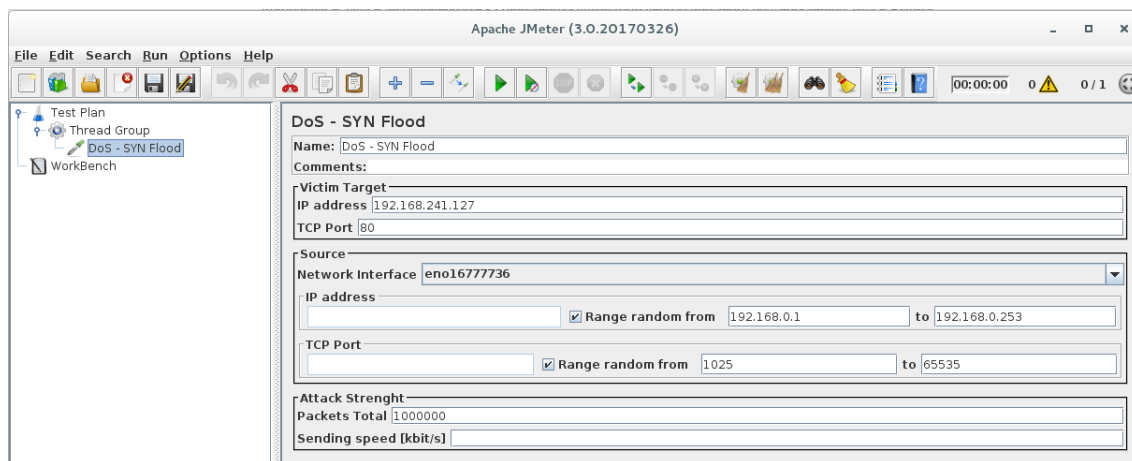 Apache JMeter (3.0.20170326)
File Edit Search Run Options Help
00:00:00 0 0 / 1
Test Plan
Thread Group
DoS - SYN Flood
WorkBench
DoS - SYN Flood
Name: DoS - SYN Flood
Comments:
Victim Target
IP address 192.168.241.127
TCP Port 80
Source
Network Interface eno16777736
IP address
Range random from 192.168.0.1 to 192.168.0.253
TCP Port
Range random from 1025 to 65535
Attack Strenght
Packets Total 1000000
Sending speed [kbit/s]